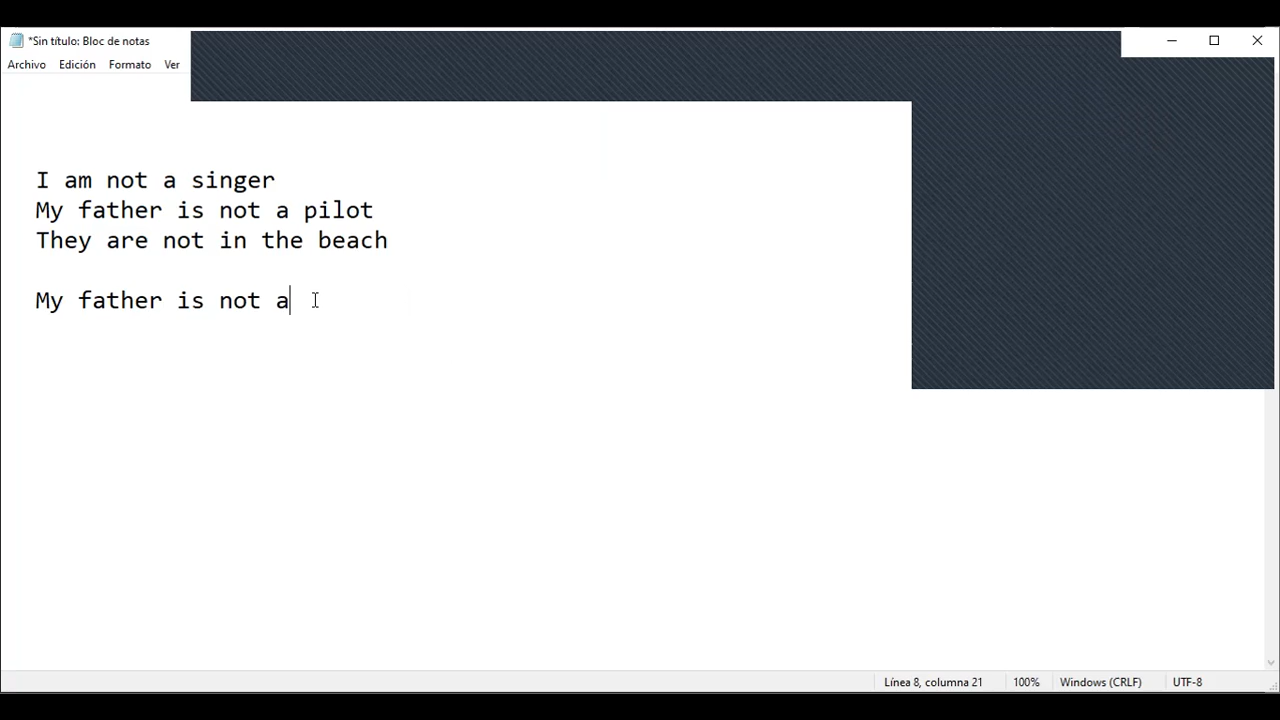 *Sin título: Bloc de notas
Archivo Edición Formato Ver
I am not a singer
My father is not a pilot
They are not in the beach
My father is not a
Línea 8, columna 21 100% Windows (CRLF) UTF-8